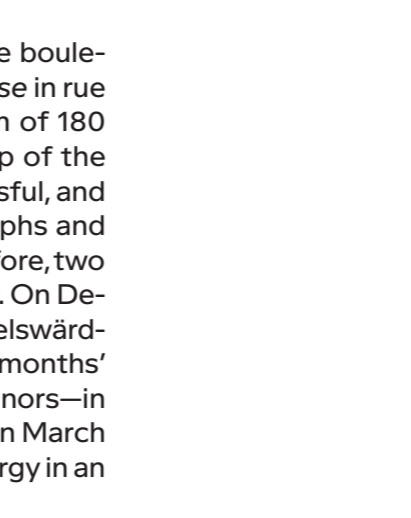 e boule-
se in rue
n of 180
p of the
sful, and
phs and
fore, two
. On De-
elswärd-
months’
nors—in
n March
rgy in an